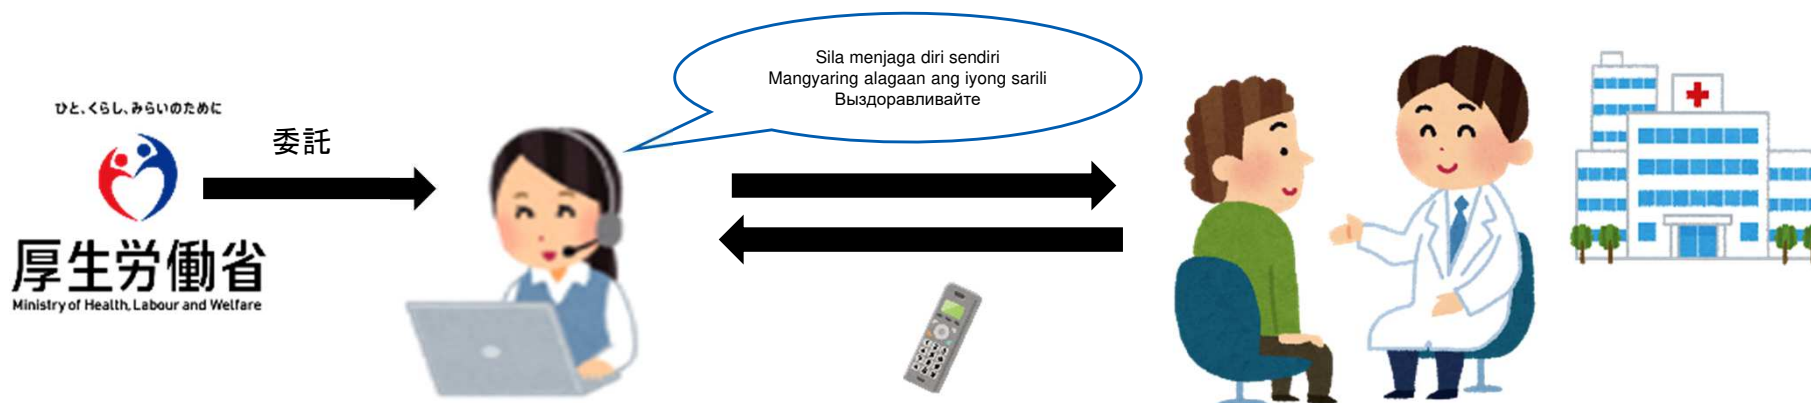 ひと、くらし、みらいのために
厚生労働省
Ministry of Health, Labour and Welfare
委託
Sila menjaga diri sendiri
Mangyaring alagaan ang iyong sarili
Выздоравливайте